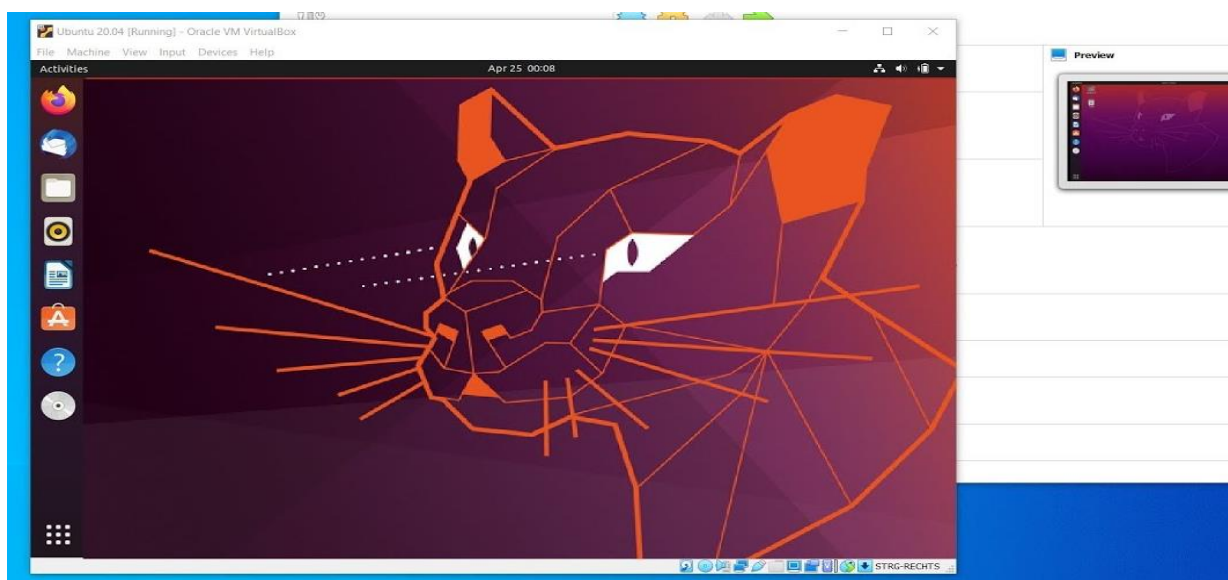 Ubuntu 20.04 [Running] - Oracle VM VirtualBox
File Machine View Input Devices Help
Activities
Apr 25 00:08
Preview
STRG-RECHTS